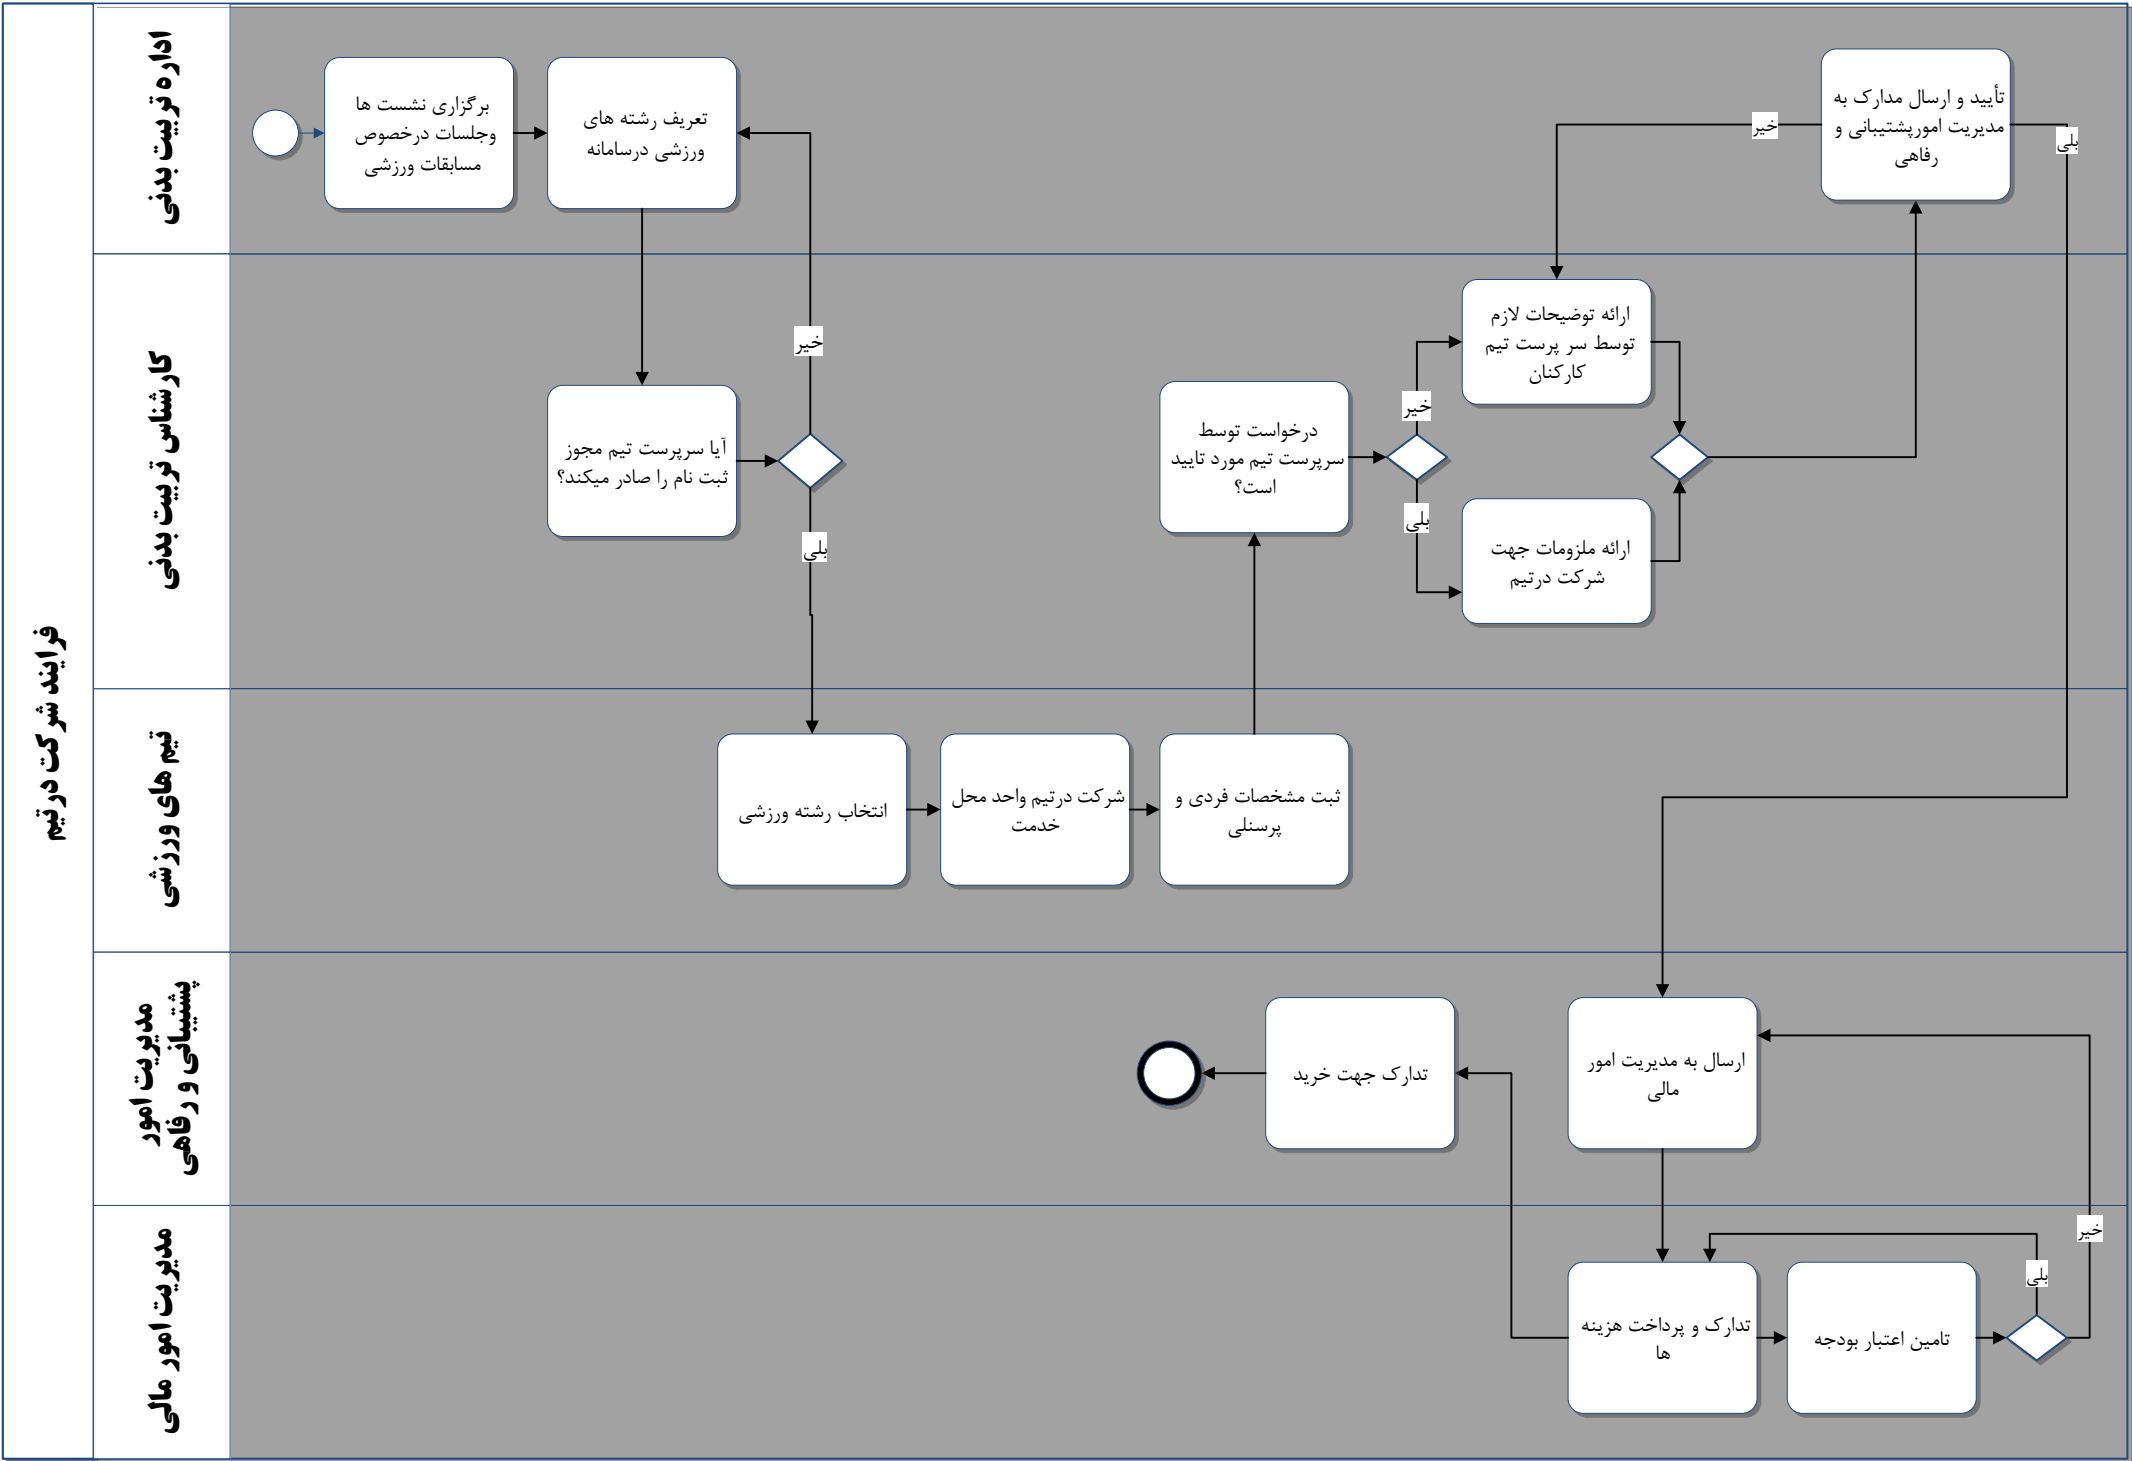 فرایند شرکت درتیم
اداره تربیت بدنی
برگزاری نشست ها
وجلسات درخصوص
مسابقات ورزشی
تعریف رشته های
ورزشی درسامانه
تأیید و ارسال مدارک به
مدیریت امورپشتیبانی و
رفاهی
خیر
بلی
کارشناس تربیت بدنی
آیا سرپرست تیم مجوز
ثبت نام را صادر میکند؟
خیر
بلی
درخواست توسط
سرپرست تیم مورد تایید
است؟
خیر
بلی
ارائه توضیحات لازم
توسط سر پرست تیم
کارکنان
ارائه ملزومات جهت
شرکت درتیم
تیم های ورزشی
انتخاب رشته ورزشی
شرکت درتیم واحد محل
خدمت
ثبت مشخصات فردی و
پرسنلی
مدیریت امور
پشتیبانی و رفاهی
تدارک جهت خرید
ارسال به مدیریت امور
مالی
مدیریت امور مالی
تدارک و پرداخت هزینه
ها
تامین اعتبار بودجه
بلی
خیر